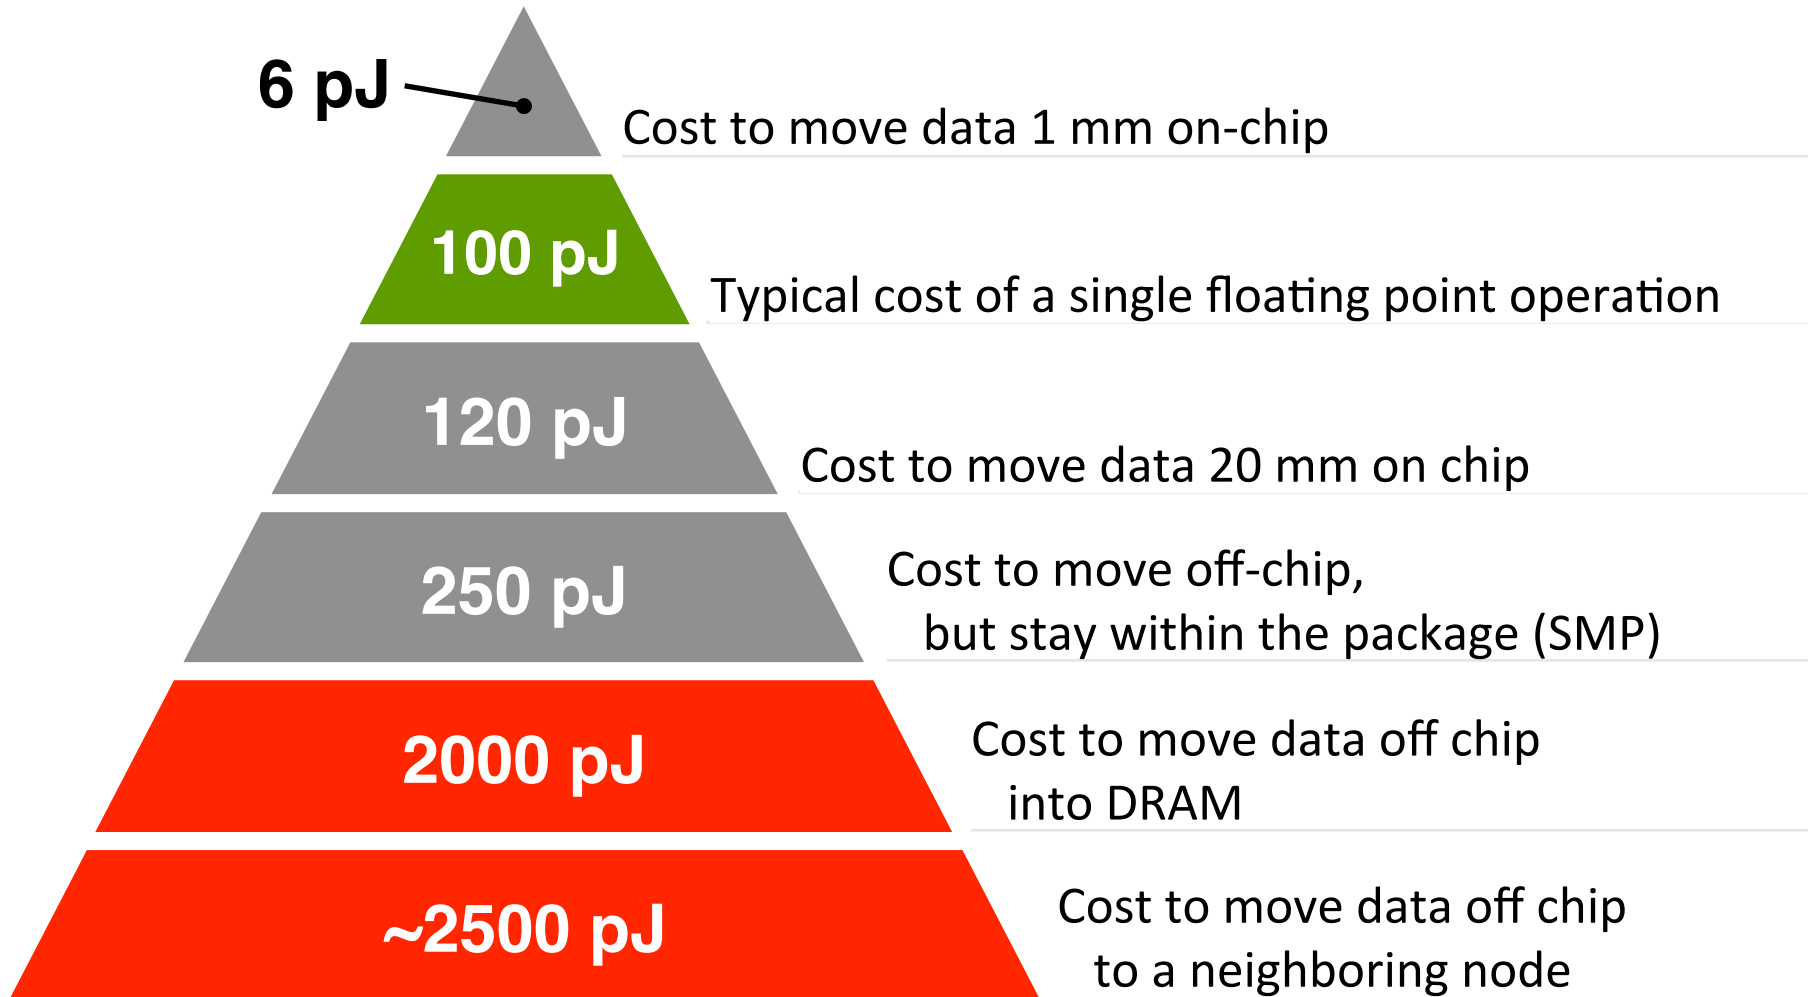 6 pJ
Cost to move data 1 mm on-chip
100 pJ
Typical cost of a single floating point operation
120 pJ
Cost to move data 20 mm on chip
250 pJ
Cost to move off-chip,
but stay within the package (SMP)
2000 pJ
Cost to move data off chip
into DRAM
~2500 pJ
Cost to move data off chip
to a neighboring node